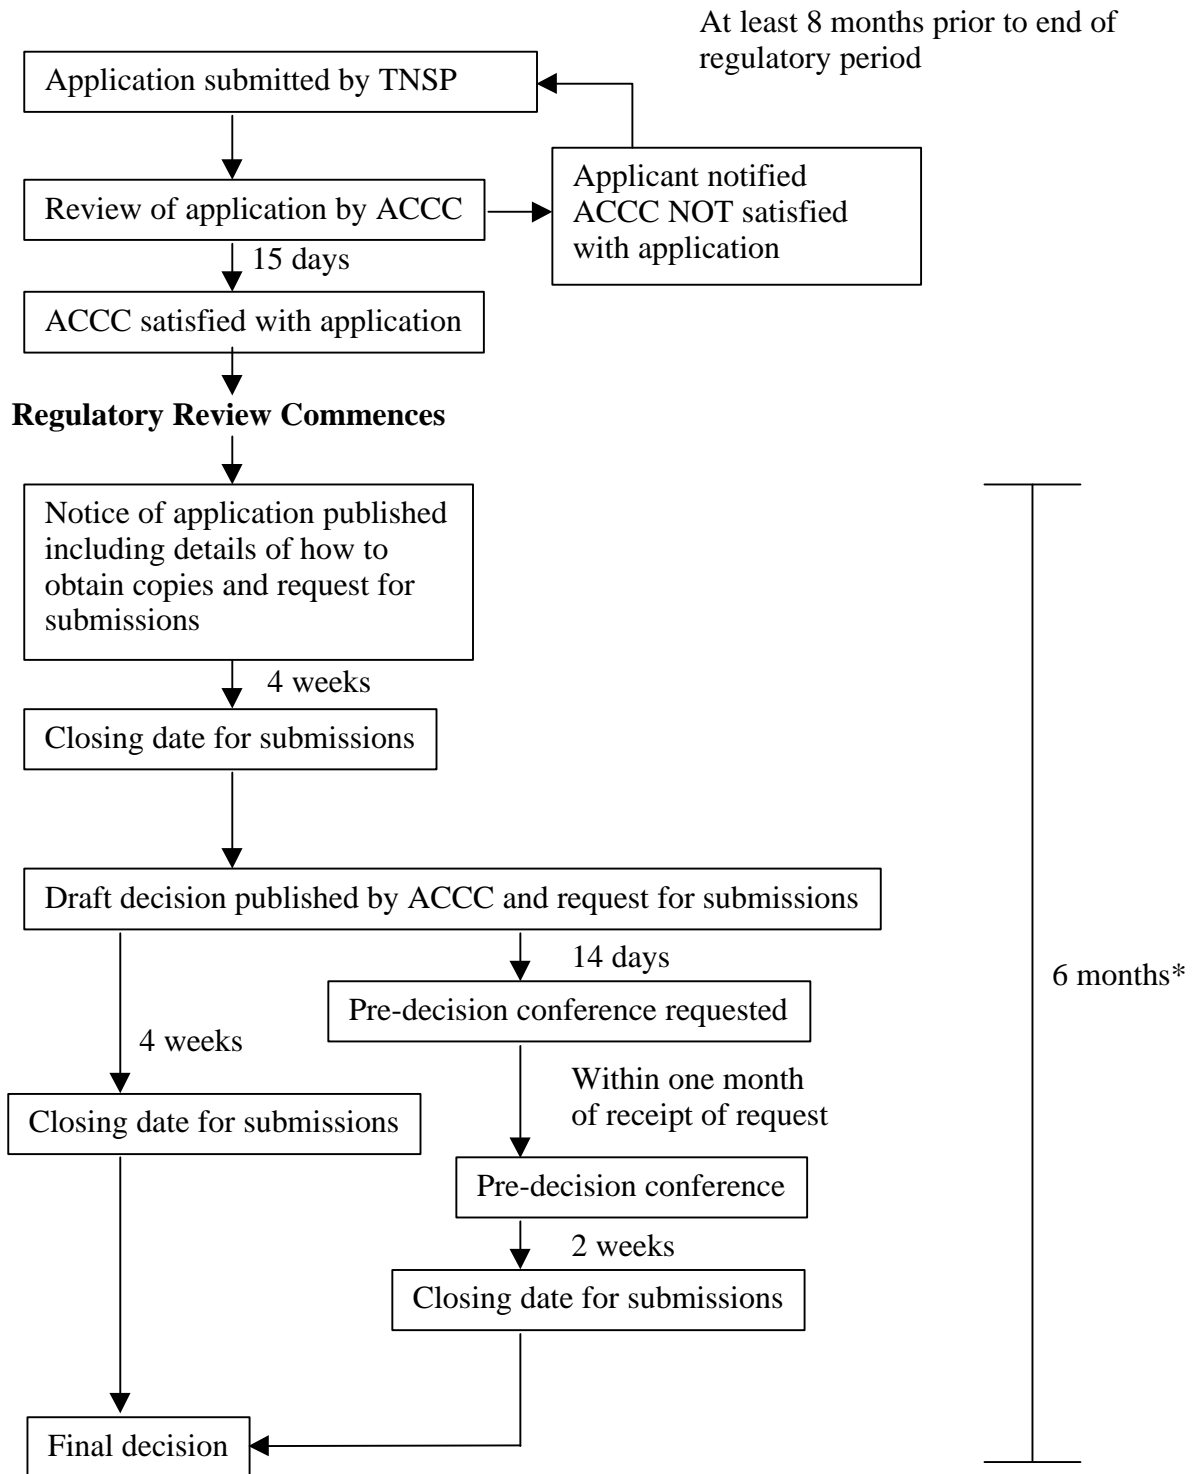 At least 8 months prior to end of
regulatory period
Application submitted by TNSP
Applicant notified
ACCC NOT satisfied
with application
Review of application by ACCC
15 days
ACCC satisfied with application
Regulatory Review Commences
Notice of application published
including details of how to
obtain copies and request for
submissions
4 weeks
Closing date for submissions
Draft decision published by ACCC and request for submissions
14 days
6 months*
Pre-decision conference requested
4 weeks
Within one month
of receipt of request
Closing date for submissions
Pre-decision conference
2 weeks
Closing date for submissions
Final decision